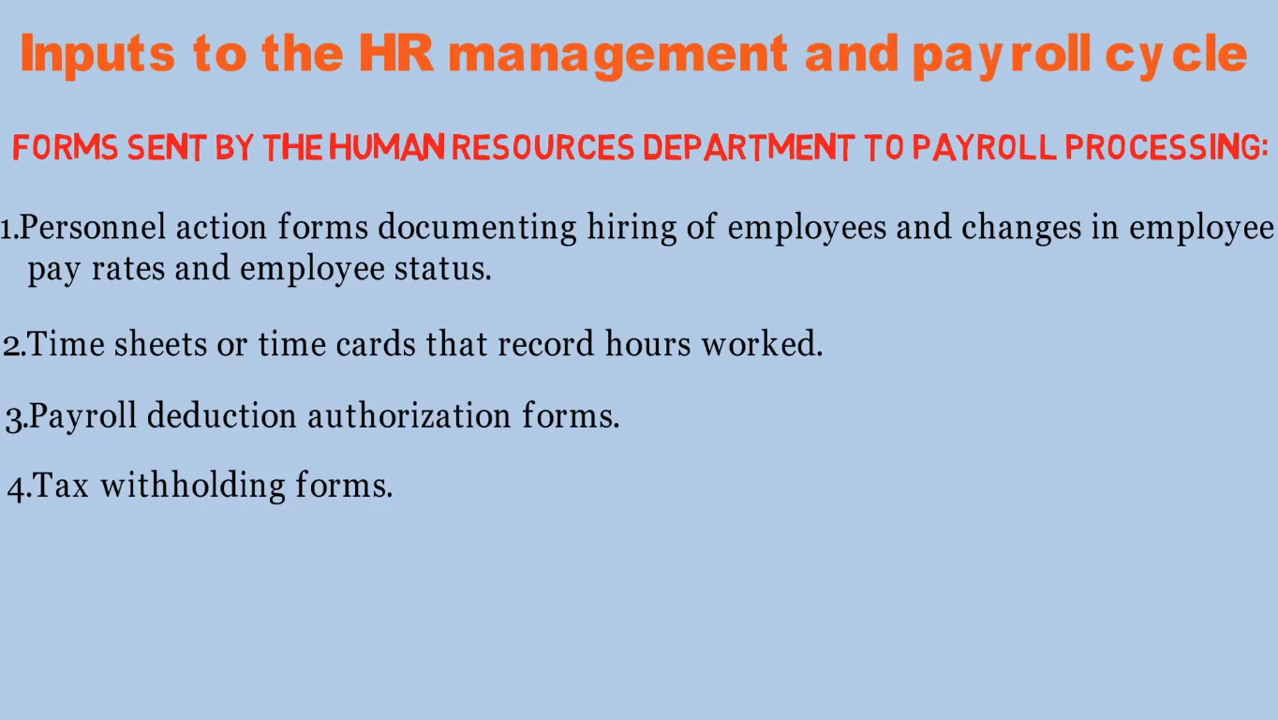 Inputs to the HR management and payroll cycle
FORMS SENT BY THE HUMAN RESOURCES DEPARTMENT TO PAYROLL PROCESSING:
1.Personnel action forms documenting hiring of employees and changes in employee
pay rates and employee status.
2.Time sheets or time cards that record hours worked.
3.Payroll deduction authorization forms.
4.Tax withholding forms.